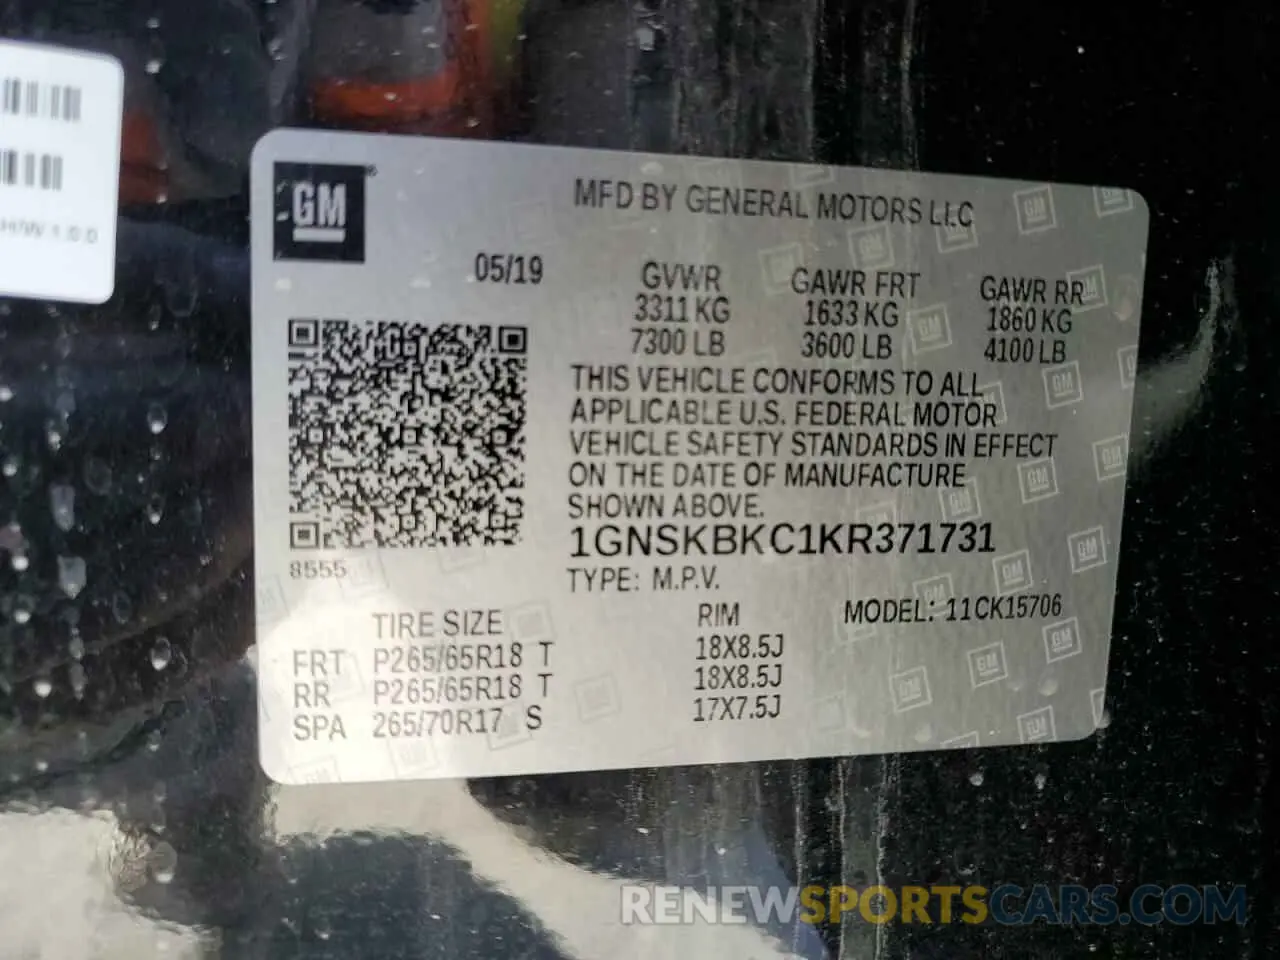 GM
MFD BY GENERAL MOTORS LLC
05/19
GVWR GAWR FRT GAWR RR
3311 KG 1633 KG 1860 KG
7300 LB 3600 LB 4100 LB
THIS VEHICLE CONFORMS TO ALL
APPLICABLE U.S. FEDERAL MOTOR
VEHICLE SAFETY STANDARDS IN EFFECT
ON THE DATE OF MANUFACTURE
SHOWN ABOVE.
1GNSKBKC1KR371731
8555
TYPE: M.P.V.
TIRE SIZE RIM MODEL: 11CK15706
FRT P265/65R18 T 18X8.5J
RR P265/65R18 T 18X8.5J
SPA 265/70R17 S 17X7.5J
H/W:1.0.0
RENEWSPORTSCARS.COM